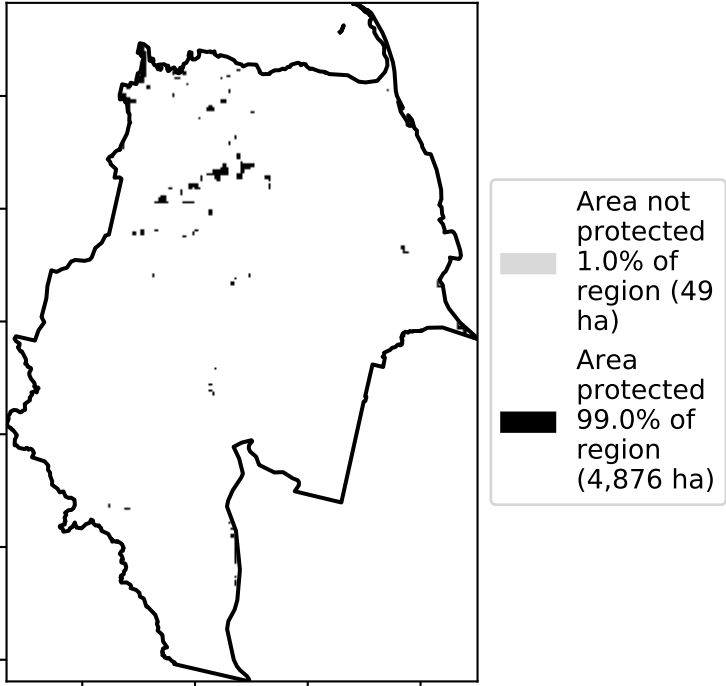 Area not
protected
1.0% of
region (49
ha)
Area
protected
99.0% of
region
(4,876 ha)